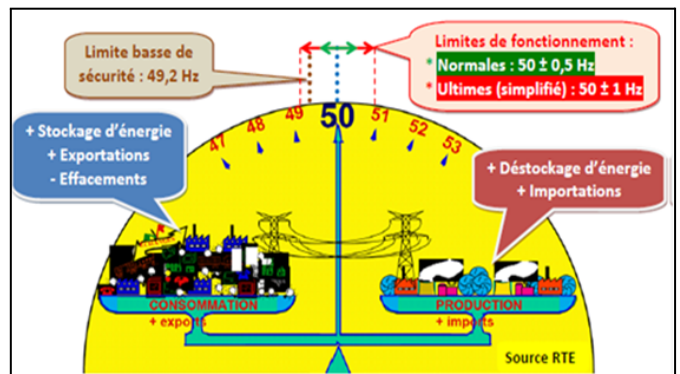 Limite basse de
sécurité : 49,2 Hz
Limites de fonctionnement :
* Normales : 50 ± 0,5 Hz
* Ultimes (simplifié) : 50 ± 1 Hz
47
48
49
50
51
52
53
+ Stockage d'énergie
+ Exportations
- Effacements
+ Déstockage d'énergie
+ Importations
CONSOMMATION
+ exports
PRODUCTION
+ imports
Source RTE